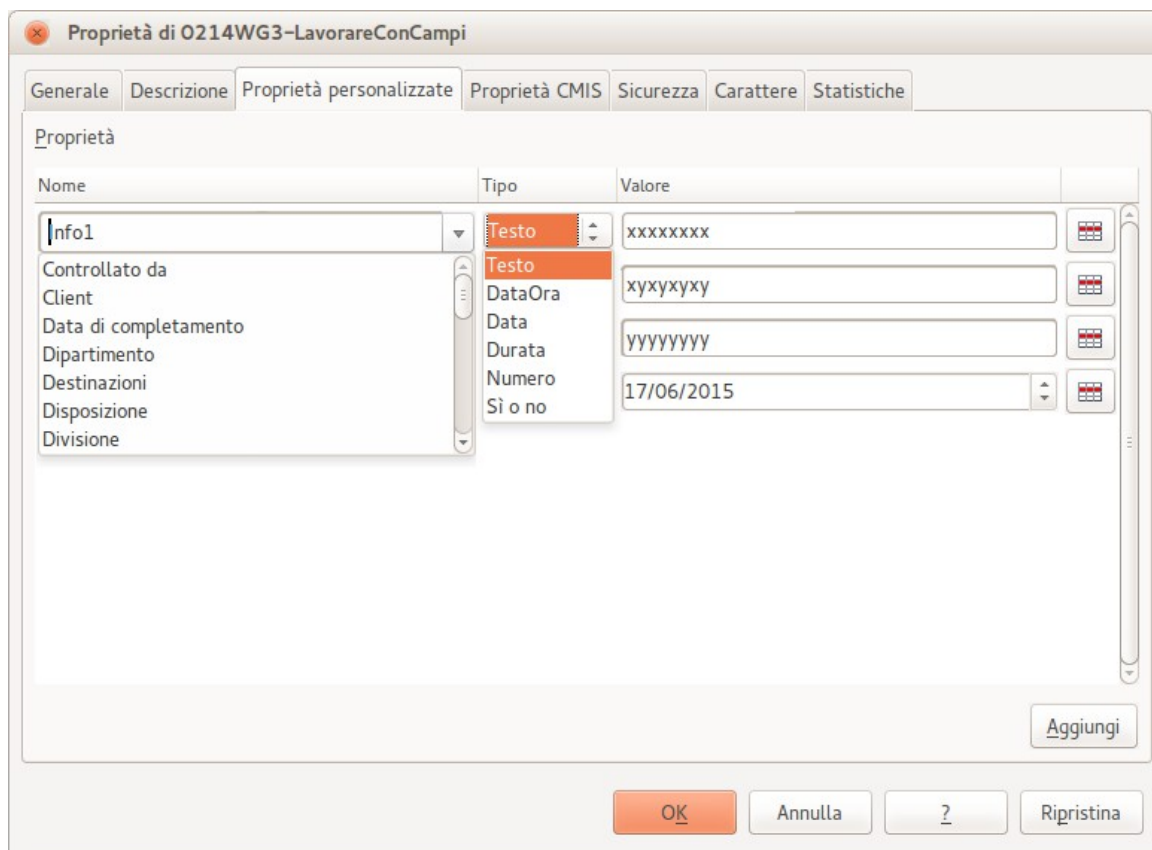 Proprietà di 0214WG3-LavorareConCampi
Generale Descrizione Proprietà personalizzate Proprietà CMIS Sicurezza Carattere Statistiche
Proprietà
Nome Tipo Valore
Info1 Testo xxxxxxxx
Controllato da
Client
Data di completamento
Dipartimento
Destinazioni
Disposizione
Divisione
Testo
DataOra
Data
Durata
Numero
Sì o no
xyxyxyxy
yyyyyyyy
17/06/2015
Aggiungi
OK Annulla ? Ripristina